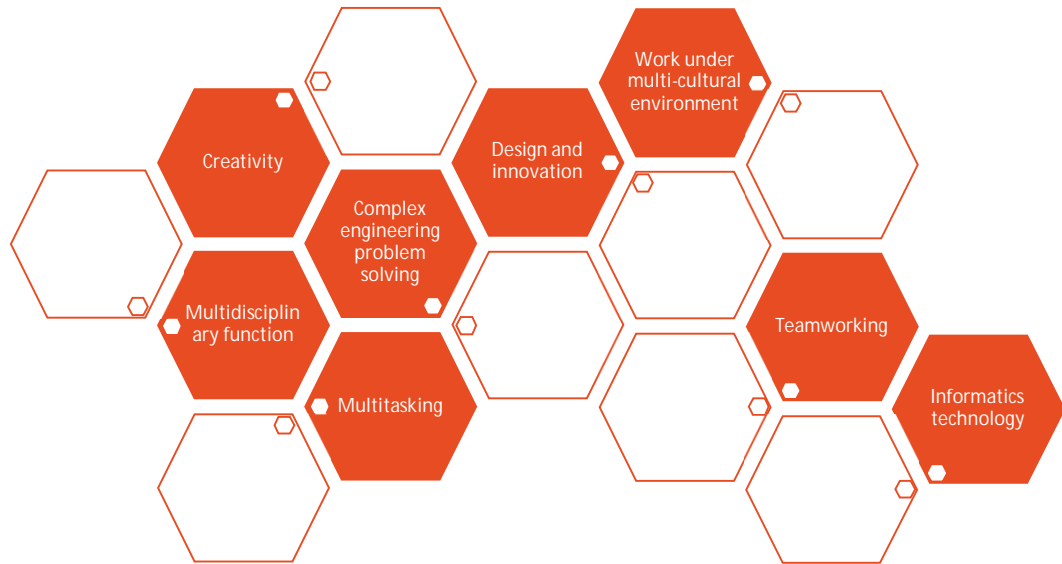 Work under
multi-cultural
environment
Creativity
Design and
innovation
Complex
engineering
problem
solving
Multidisciplin
ary function
Teamworking
Multitasking
Informatics
technology